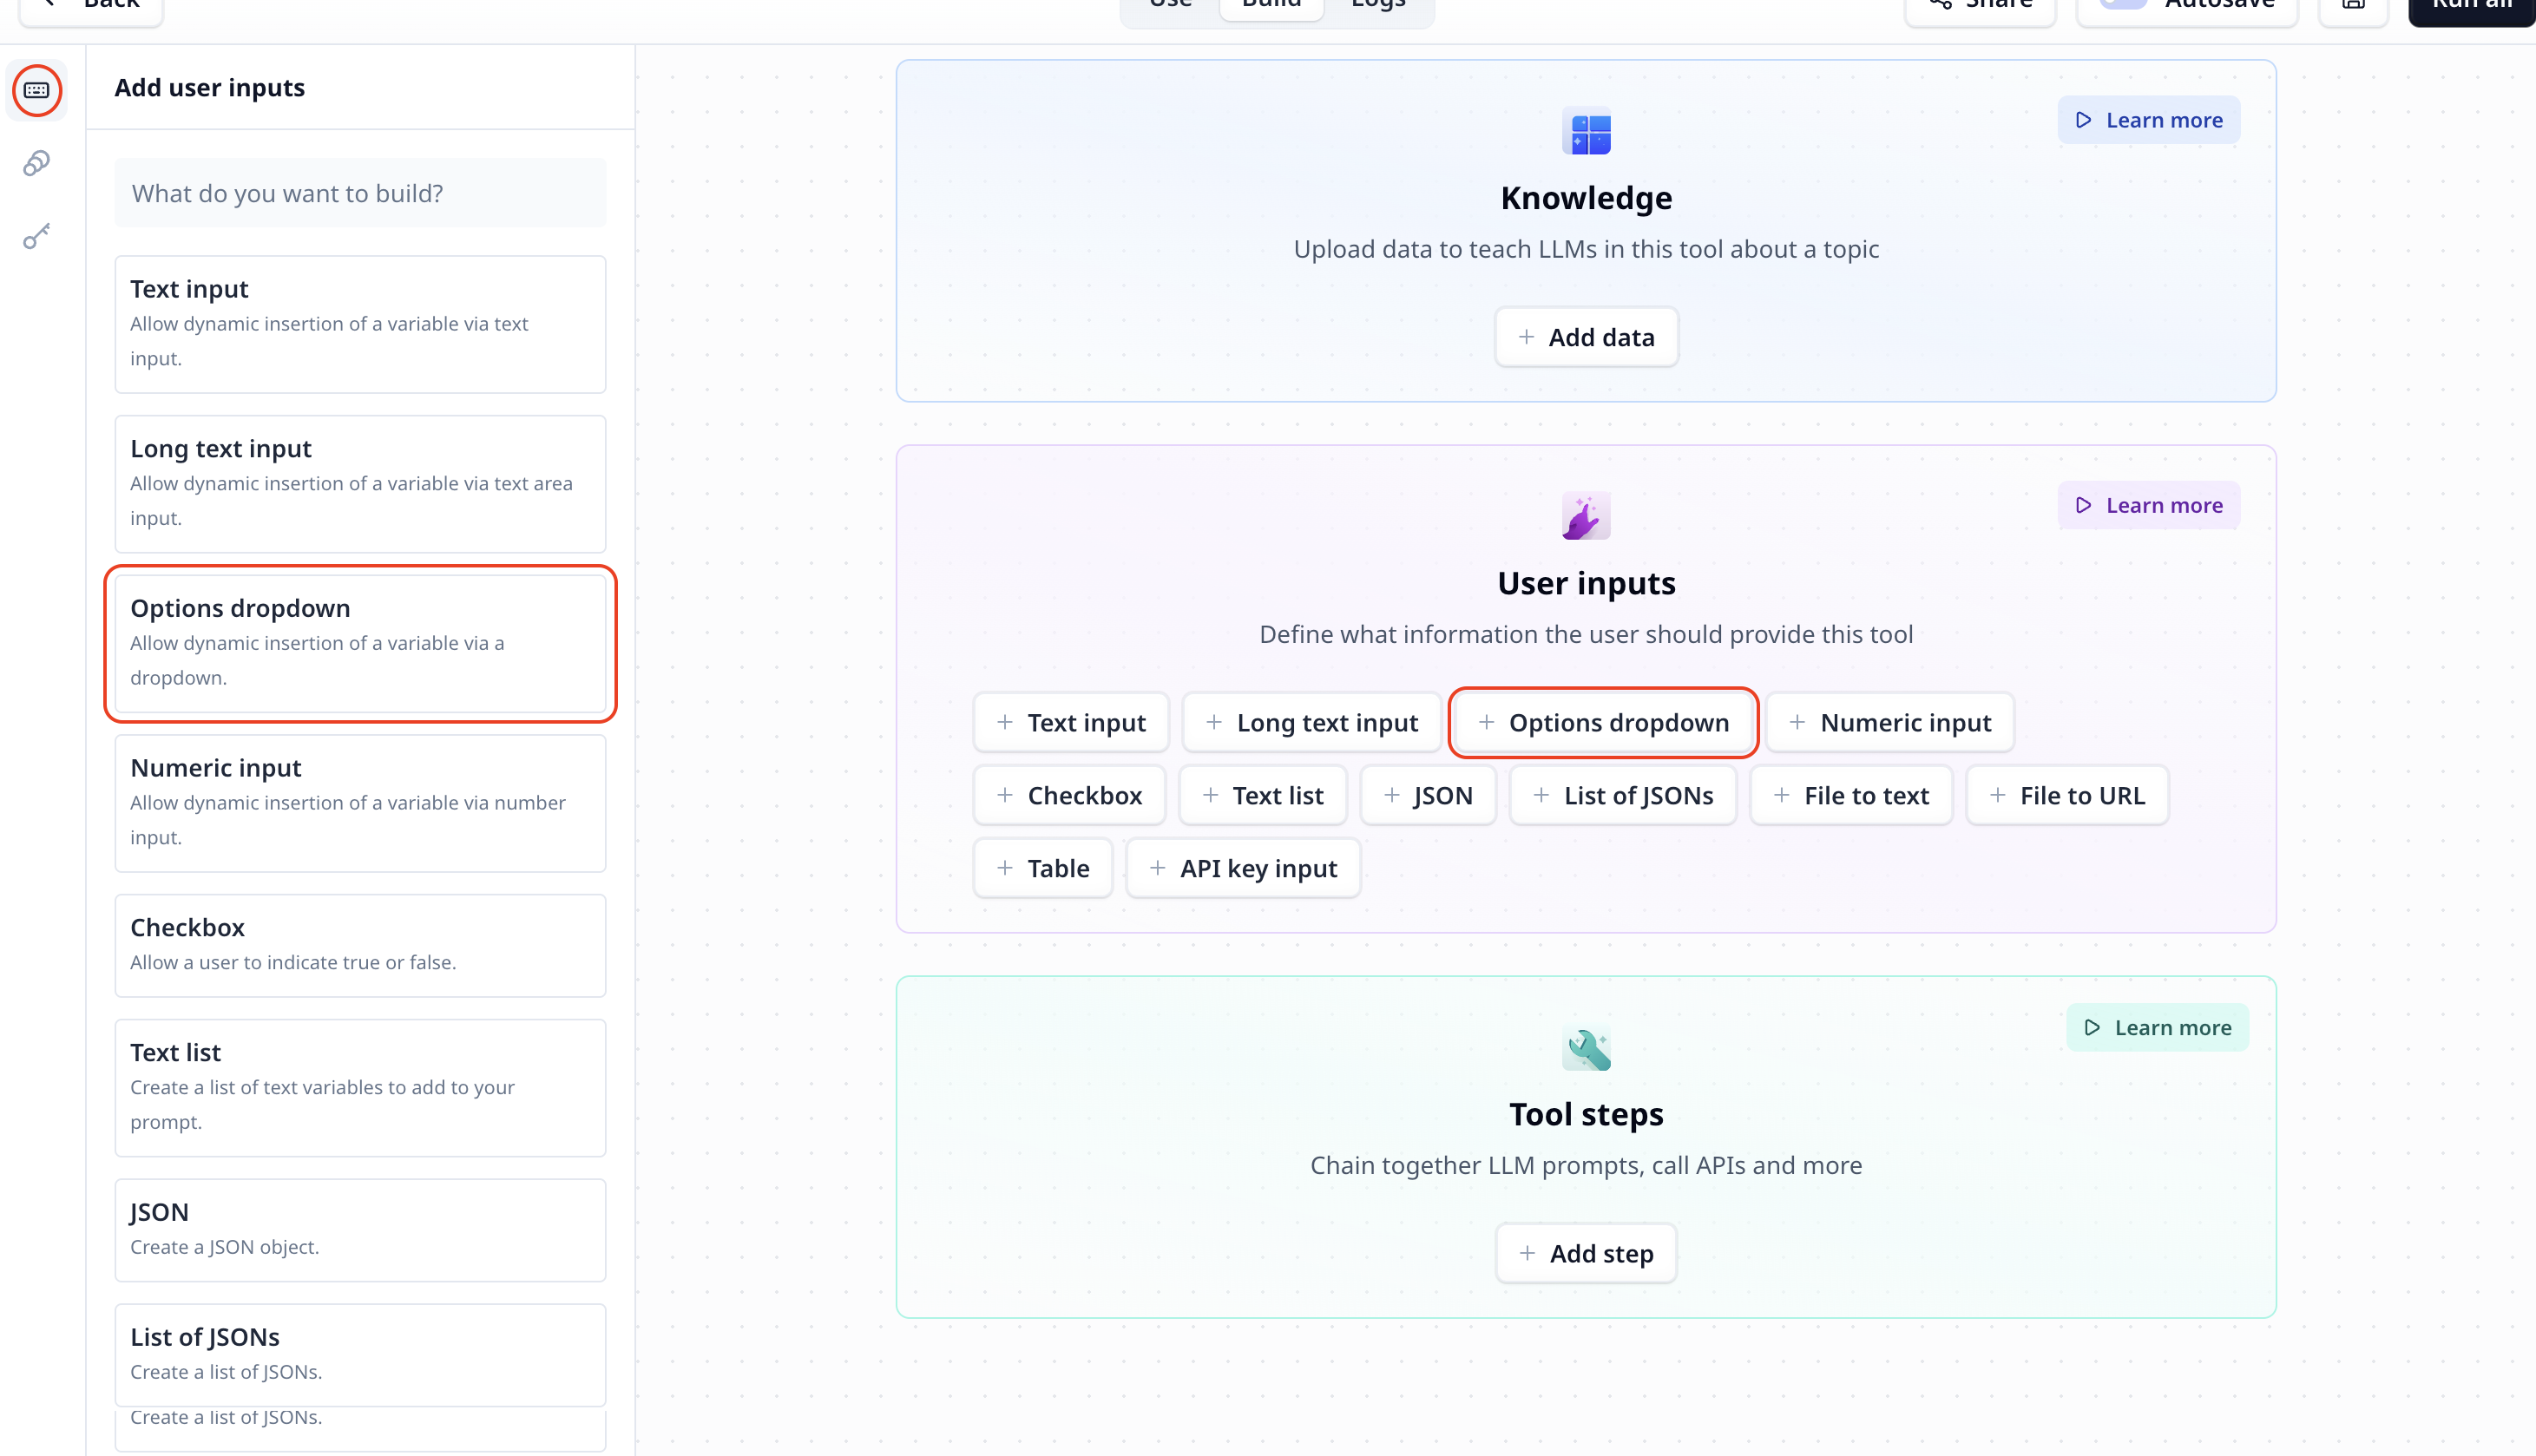 Back
Use
Build
Logs
Share
Autosave
Run all
Add user inputs
What do you want to build?
Text input
Allow dynamic insertion of a variable via text
input.
Long text input
Allow dynamic insertion of a variable via text area
input.
Options dropdown
Allow dynamic insertion of a variable via a
dropdown.
Numeric input
Allow dynamic insertion of a variable via number
input.
Checkbox
Allow a user to indicate true or false.
Text list
Create a list of text variables to add to your
prompt.
JSON
Create a JSON object.
List of JSONs
Create a list of JSONs.
Create a list of JSONs.
Learn more
Knowledge
Upload data to teach LLMs in this tool about a topic
Add data
Learn more
User inputs
Define what information the user should provide this tool
Text input
Long text input
Options dropdown
Numeric input
Checkbox
Text list
JSON
List of JSONs
File to text
File to URL
Table
API key input
Learn more
Tool steps
Chain together LLM prompts, call APIs and more
Add step